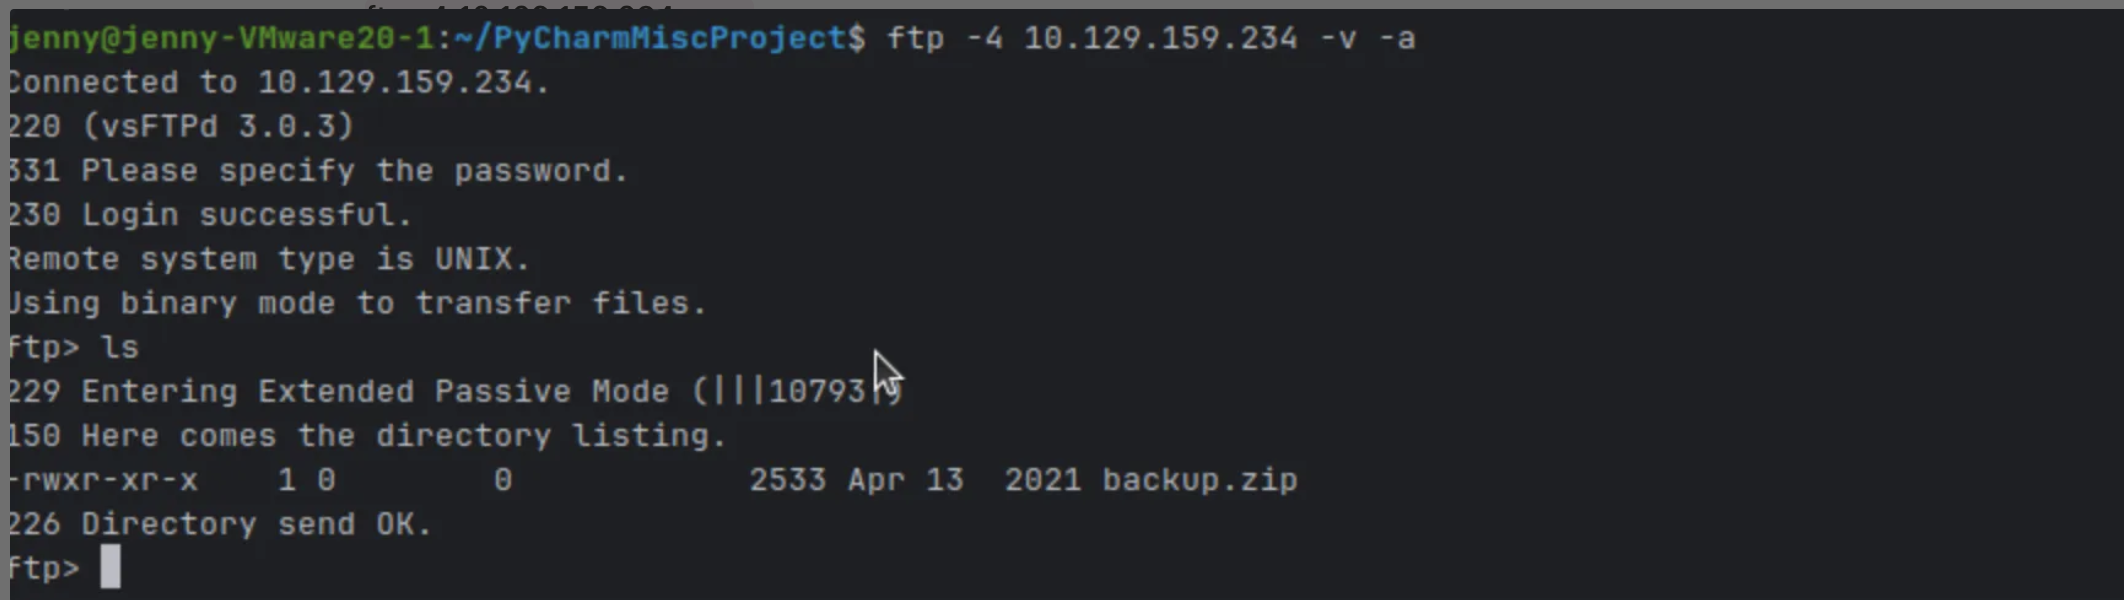 jenny@jenny-VMware20-1:~/PyCharmMiscProject$ ftp -4 10.129.159.234 -v -a
Connected to 10.129.159.234.
220 (vsFTPd 3.0.3)
331 Please specify the password.
230 Login successful.
Remote system type is UNIX.
Using binary mode to transfer files.
ftp> ls
229 Entering Extended Passive Mode (|||10793|)
150 Here comes the directory listing.
-rwxr-xr-x    1 0        0            2533 Apr 13  2021 backup.zip
226 Directory send OK.
ftp>